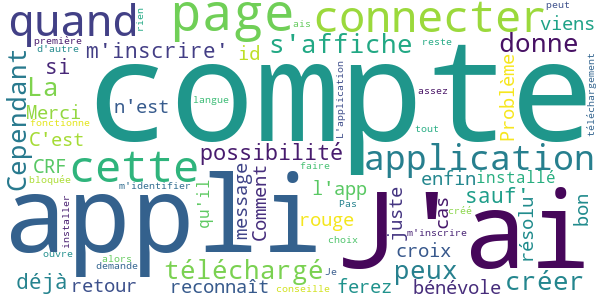 quand
page
connecter
peut
rien
ais
viens
première
d'autre
m'inscrire'
id
s'affiche
donne
reste
si
La
Cependant
compte
Merci
n'est
langue
L'application
assez
Problème
téléchargement
fonctionne
C'est
tout
CRF
cette
possibilité
application
bloquée
m'identifier
faire
enfin
installé
appli
J'ai
qu'il
message
Comment
l'app
Pas
juste
cas
créé
sauf'
résolu'
bon
installer
rouge
choix
m'inscrire
croix
ouvre
alors
téléchargé
Je
peux
déjà
retour
demande
reconnaît
conseille
ferez
bénévole
créer